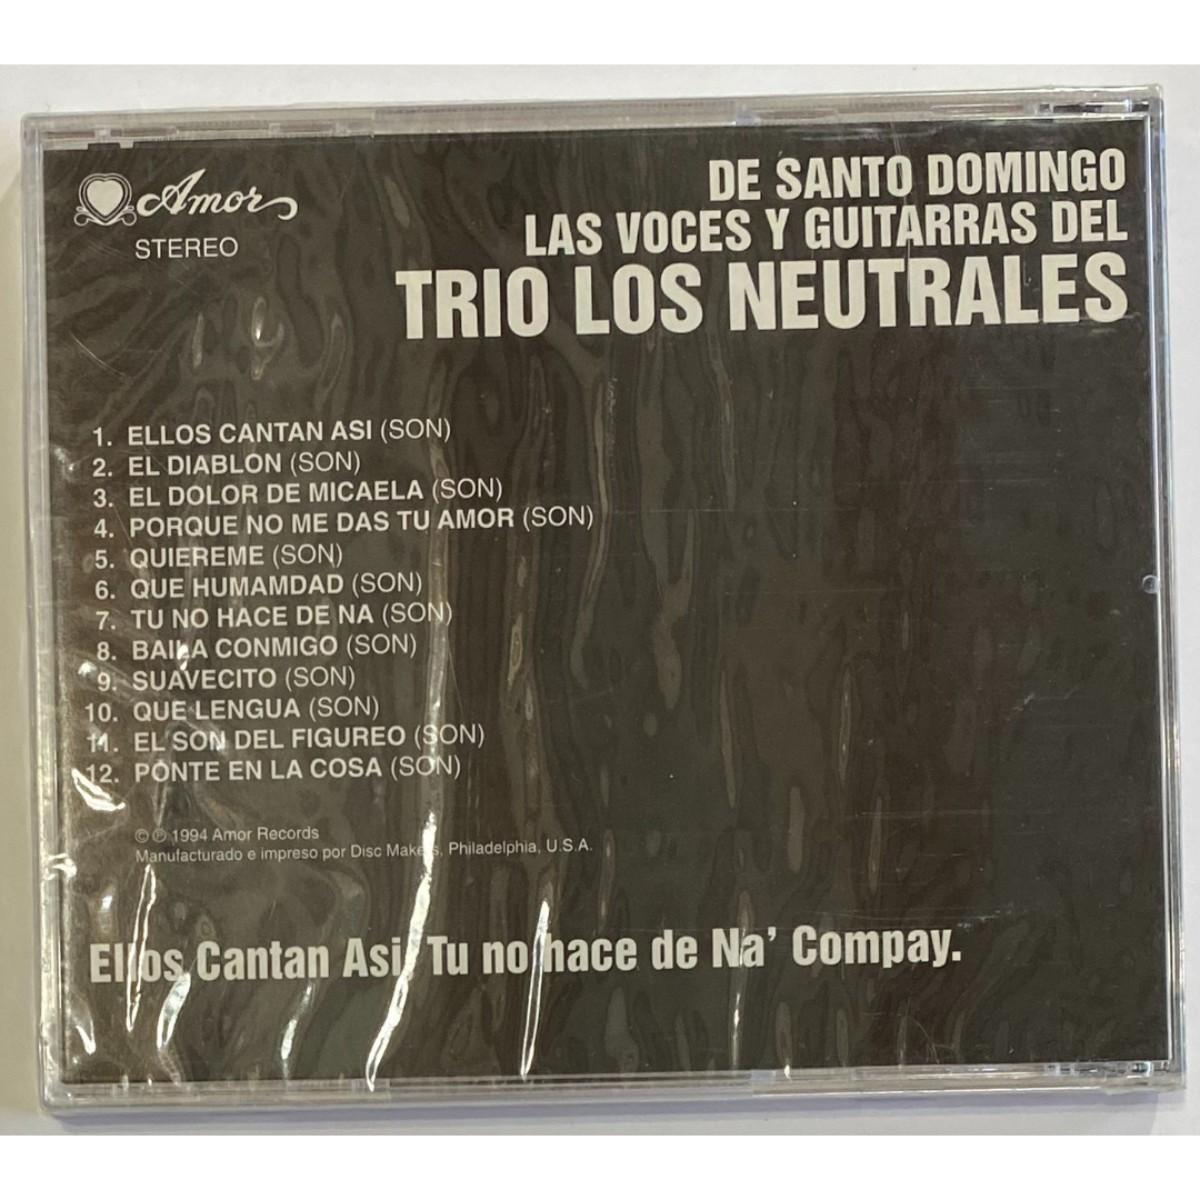 Amor
STEREO
DE SANTO DOMINGO
LAS VOCES Y GUITARRAS DEL
TRIO LOS NEUTRALES
1. ELLOS CANTAN ASI (SON)
2. EL DIABLON (SON)
3. EL DOLOR DE MICAELA (SON)
4. PORQUE NO ME DAS TU AMOR (SON)
5. QUIEREME (SON)
6. QUE HUMAMDAD (SON)
7. TU NO HACE DE NA (SON)
8. BAILA CONMIGO (SON)
9. SUAVECITO (SON)
10. QUE LENGUA (SON)
11. EL SON DEL FIGUREO (SON)
12. PONTE EN LA COSA (SON)
© ℗ 1994 Amor Records
Manufacturado e impreso por Disc Makers, Philadelphia, U.S.A.
Ellos Cantan Asi, Tu no hace de Na' Compay.